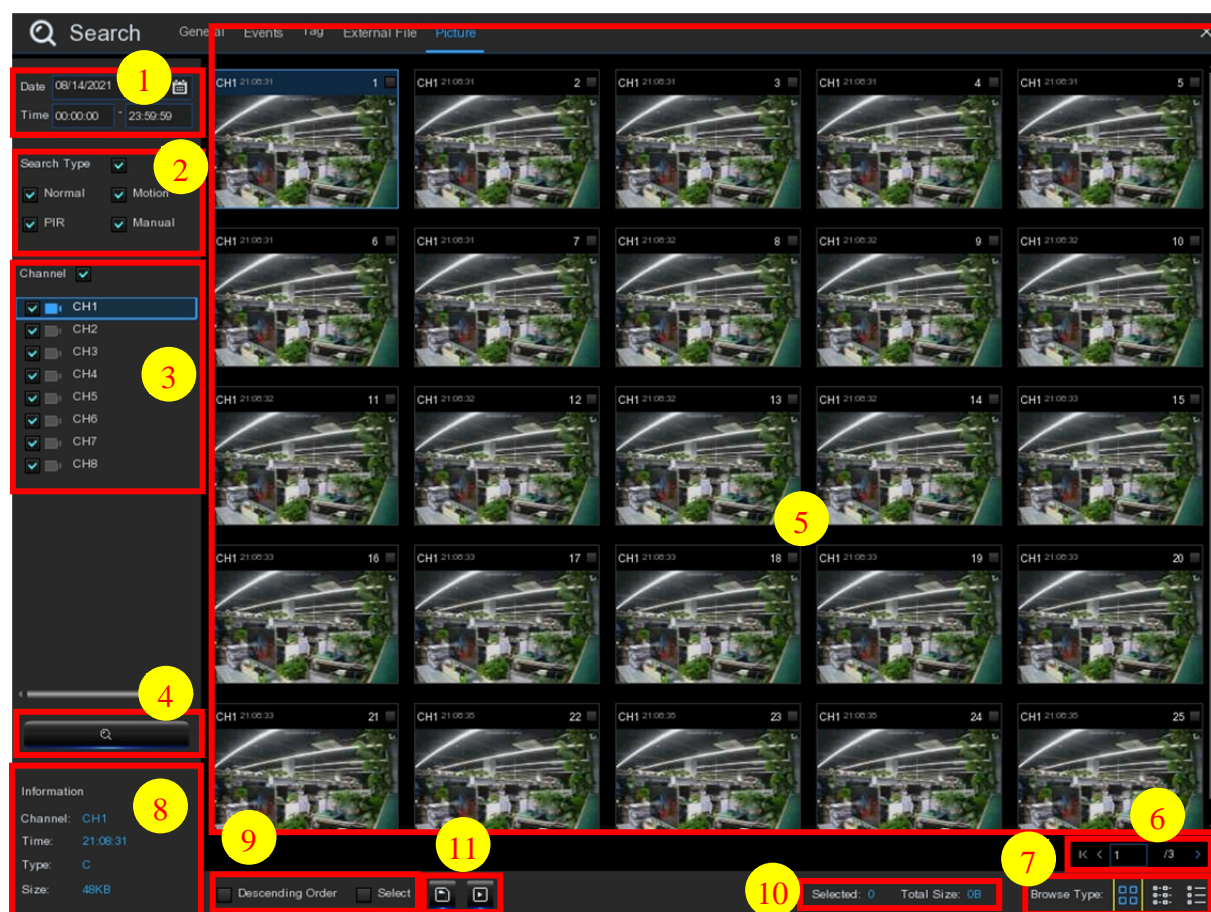 Search General Events Tag External File Picture
1
Date 08/14/2021
Time 00:00:00 - 23:59:59
2
Search Type
Normal Motion
PIR Manual
Channel
CH1
CH2
CH3
CH4
CH5
CH6
CH7
CH8
3
4
Information
Channel: CH1
Time: 21:08:31
Type: C
Size: 48KB
8
CH1 21:08:31 1 CH1 21:08:31 2 CH1 21:08:31 3 CH1 21:08:31 4 CH1 21:08:31 5
CH1 21:08:31 6 CH1 21:08:31 7 CH1 21:08:32 8 CH1 21:08:32 9 CH1 21:08:32 10
CH1 21:08:32 11 CH1 21:08:32 12 CH1 21:08:32 13 CH1 21:08:32 14 CH1 21:08:33 15
5
CH1 21:08:33 16 CH1 21:08:33 17 CH1 21:08:33 18 CH1 21:08:33 19 CH1 21:08:33 20
CH1 21:08:33 21 CH1 21:08:35 22 CH1 21:08:35 23 CH1 21:08:35 24 CH1 21:08:35 25
6
1 /3
9
11
7
10
Descending Order Select
Selected: 0 Total Size: 0B
Browse Type: